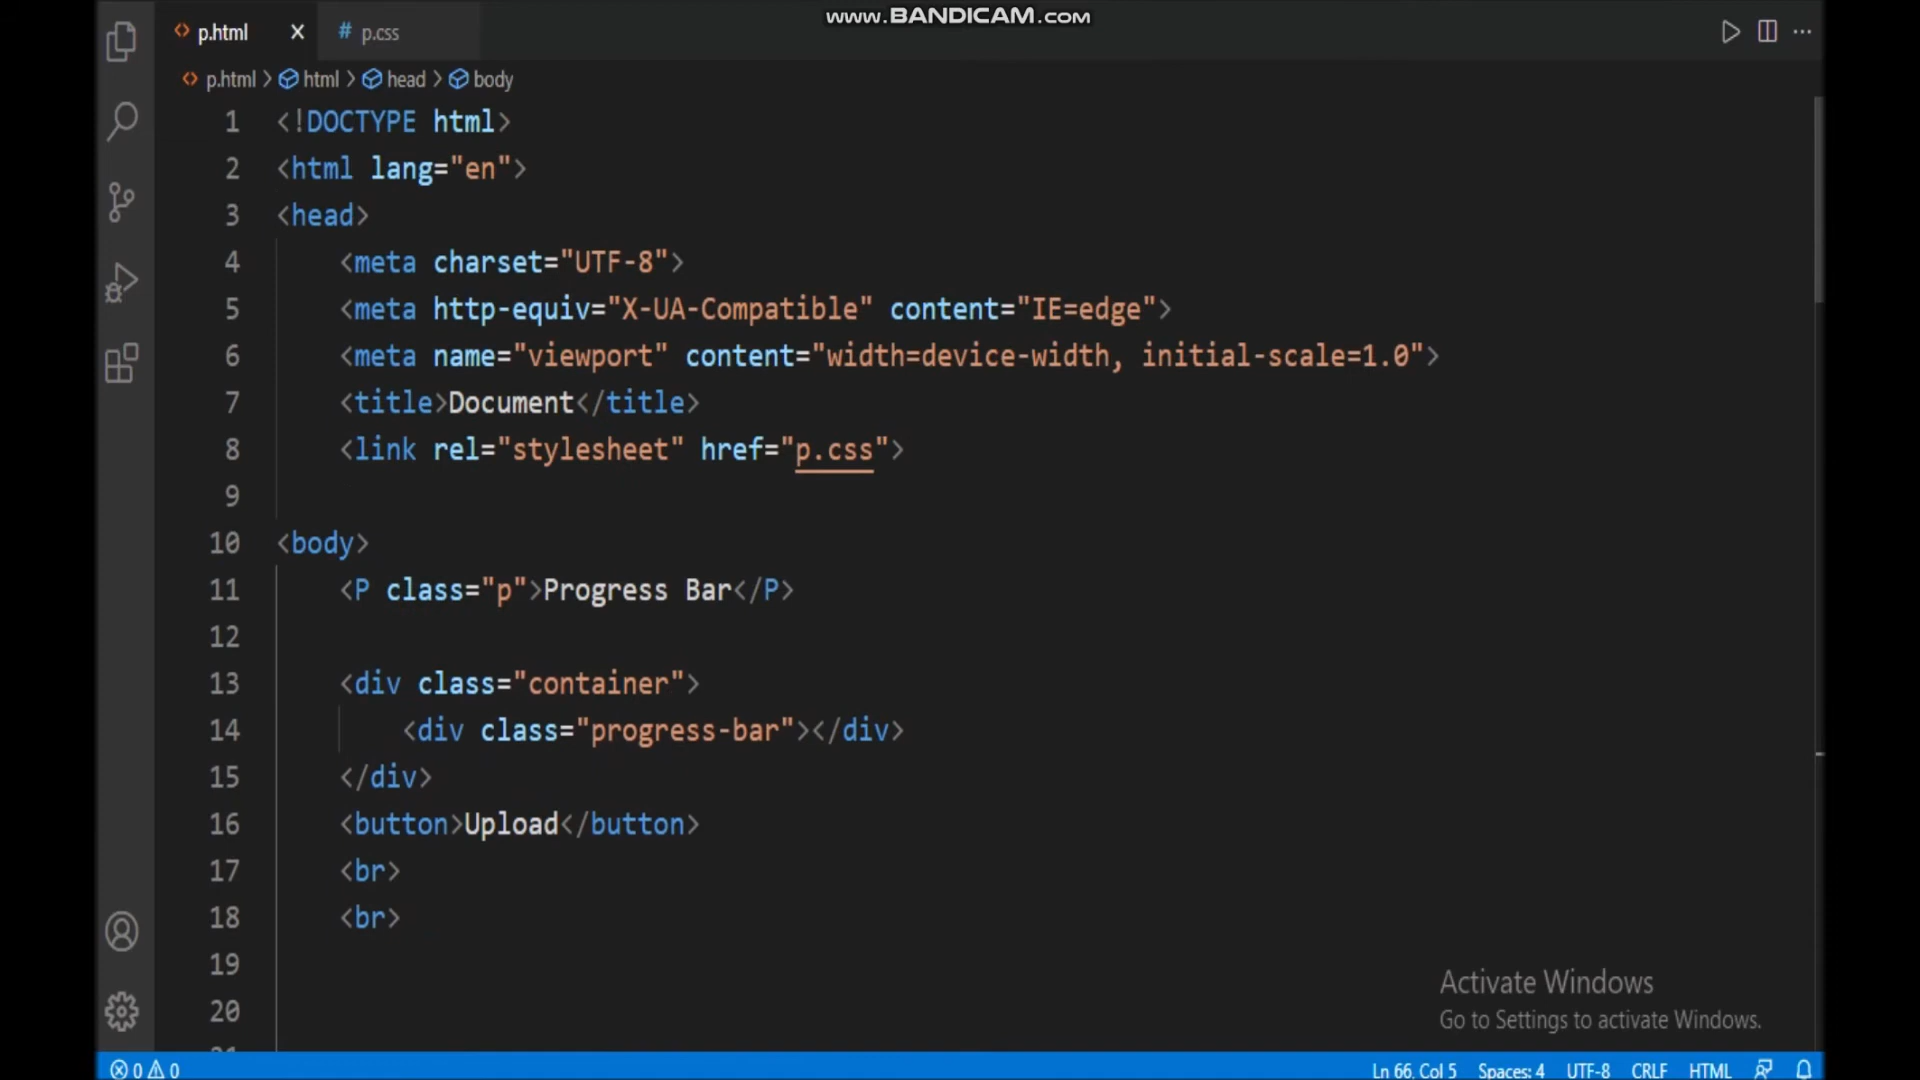 www.BANDICAM.com
p.html
# p.css
p.html > html > head > body
1 <!DOCTYPE html>
2 <html lang="en">
3 <head>
4 <meta charset="UTF-8">
5 <meta http-equiv="X-UA-Compatible" content="IE=edge">
6 <meta name="viewport" content="width=device-width, initial-scale=1.0">
7 <title>Document</title>
8 <link rel="stylesheet" href="p.css">
9
10 <body>
11 <P class="p">Progress Bar</P>
12
13 <div class="container">
14 <div class="progress-bar"></div>
15 </div>
16 <button>Upload</button>
17 <br>
18 <br>
19
20
Activate Windows
Go to Settings to activate Windows.
0 0 Ln 66, Col 5 Spaces: 4 UTF-8 CRLF HTML